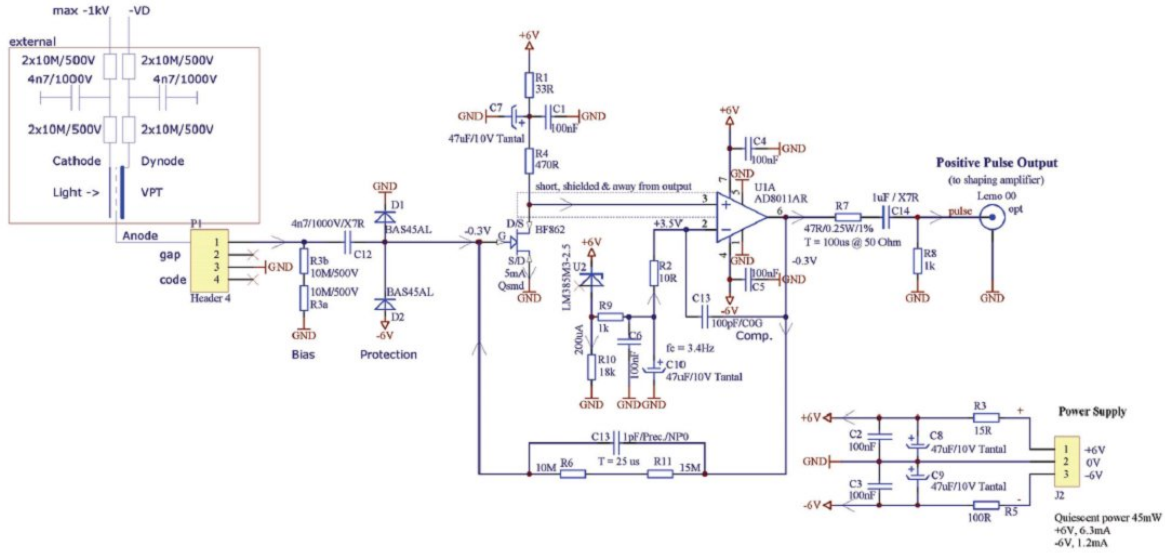 max -1kV
-VD
external
2x10M/500V
2x10M/500V
4n7/1000V
4n7/1000V
2x10M/500V
2x10M/500V
Cathode
Dynode
Light ->
VPT
Anode
P1
gap
code
1
2
3
4
GND
Header 4
R3b
10M/500V
10M/500V
R3a
GND
Bias
4n7/1000V/X7R
C12
D1
BAS45AL
BAS45AL
D2
-6V
Protection
-0.3V
+6V
R1
33R
C7
GND
C1
GND
100nF
47uF/10V Tantal
R4
470R
short, shielded & away from output
D/S
G
BF862
S/D
5mA
Qsmd
GND
+6V
U2
LM385M3-2.5
R9
1k
200uA
R10
18k
GND
C6
100nF
GND
+3.5V
R2
10R
fc = 3.4Hz
C10
47uF/10V Tantal
GND
+6V
C4
GND
100nF
GND
U1A
AD8011AR
7
5
3
2
6
4
1
GND
100nF
C5
GND
-6V
C13
100pF/C0G
Comp.
R7
47R/0.25W/1%
T = 100us @ 50 Ohm
-0.3V
1uF / X7R
C14
R8
1k
GND
Positive Pulse Output
(to shaping amplifier)
Lemo 00
opt
pulse
GND
C13
1pF/Prec./NP0
T = 25 us
10M
R6
R11
15M
+6V
GND
-6V
C2
100nF
C3
100nF
C8
47uF/10V Tantal
C9
47uF/10V Tantal
R3
15R
+
-
100R
R5
Power Supply
1
2
3
+6V
0V
-6V
J2
Quiescent power 45mW
+6V, 6.3mA
-6V, 1.2mA